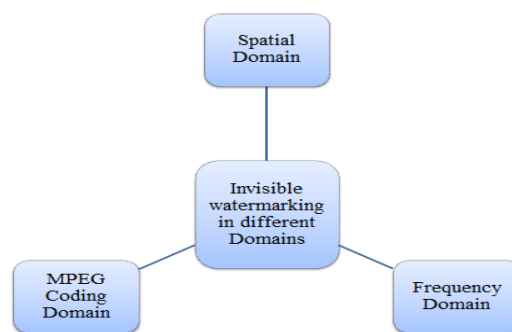 Spatial
Domain
Invisible
watermarking
in different
Domains
MPEG
Coding
Domain
Frequency
Domain